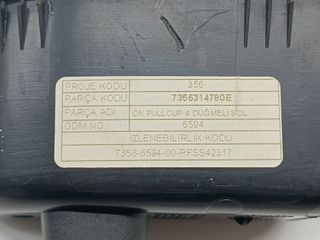 PROJE KODU 356
PARÇA KODU 7356314780E
PARÇA ADI ÖN PULLCUP 4 DÜĞMELİ SOL
ODM NO 6594
İZLENEBİLİRLİK KODU
T356-6594-00-PFSS42317